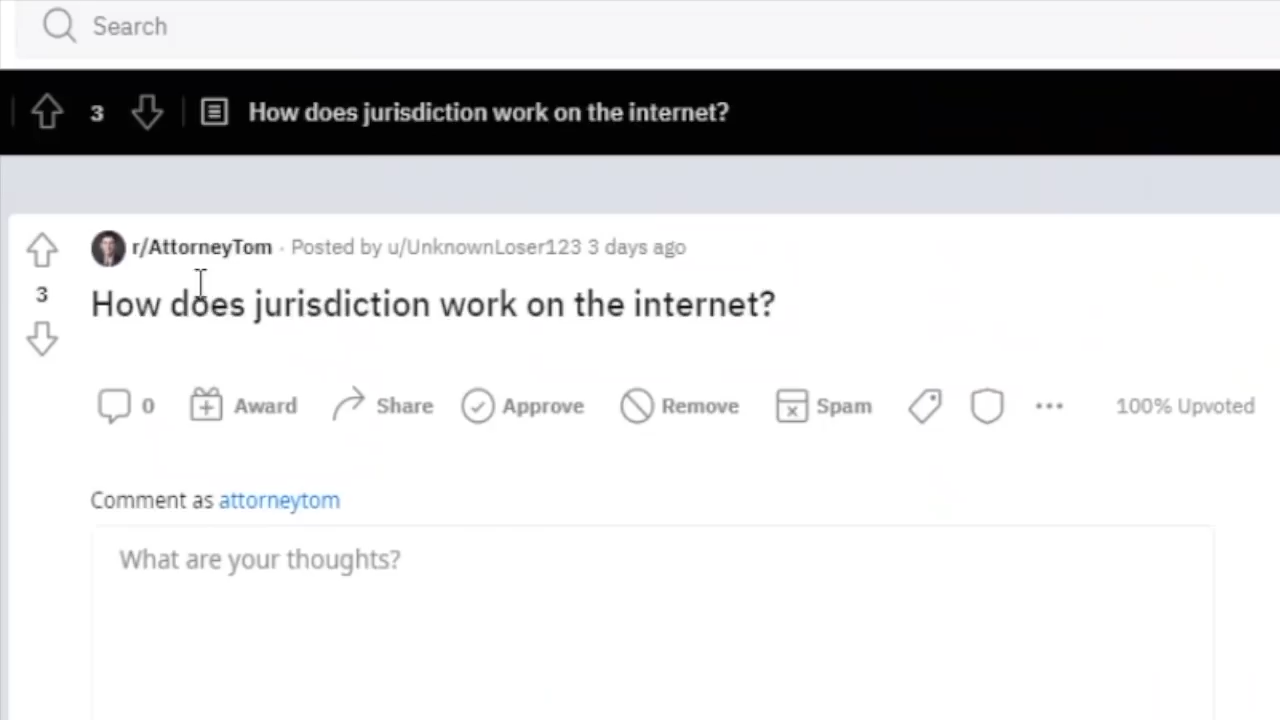 Search
3 How does jurisdiction work on the internet?
r/AttorneyTom · Posted by u/UnknownLoser123 3 days ago
3
How does jurisdiction work on the internet?
0 Award Share Approve Remove Spam ... 100% Upvoted
Comment as attorneytom
What are your thoughts?